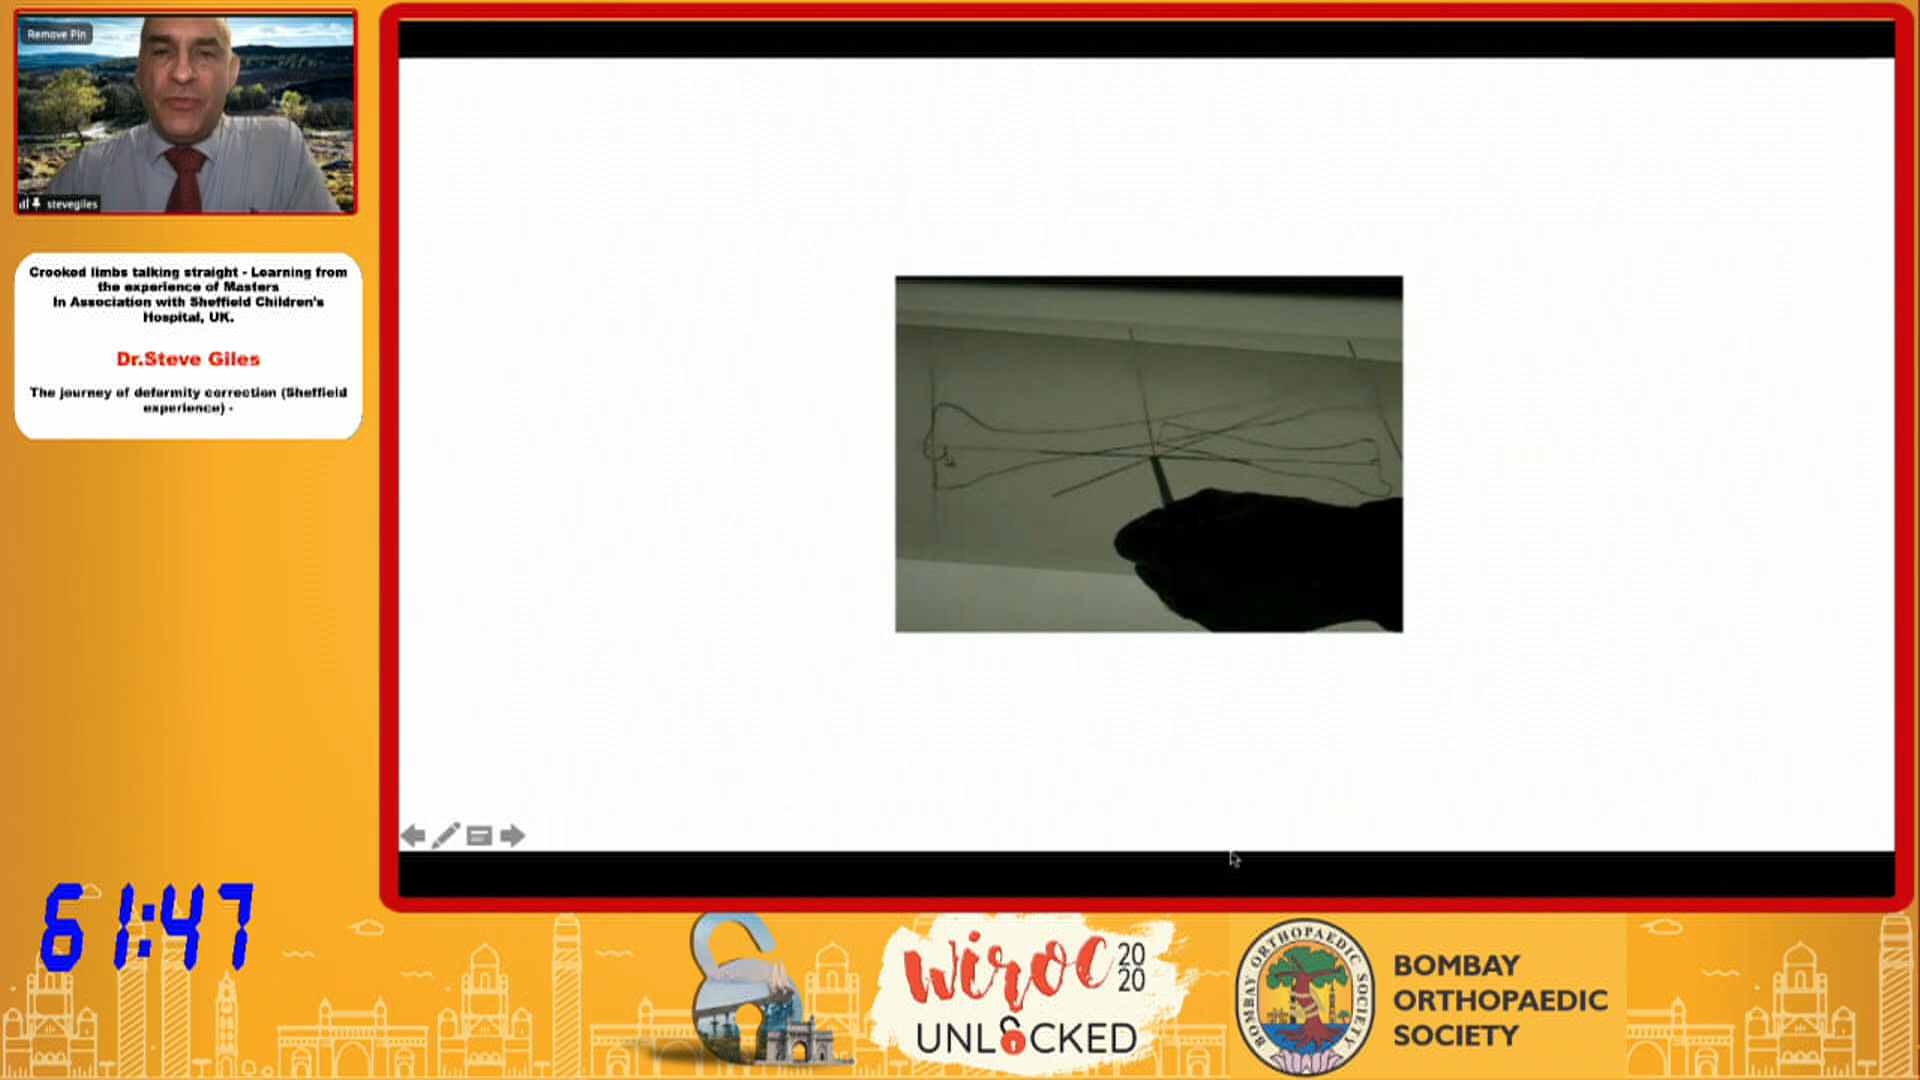 Remove Pin
stevegiles
Crooked limbs talking straight - Learning from
the experience of Masters
In Association with Sheffield Children's
Hospital, UK.
Dr.Steve Giles
The journey of deformity correction (Sheffield
experience) -
61:47
wiroc 20
20
UNLOCKED
BOMBAY ORTHOPAEDIC SOCIETY
BOMBAY
ORTHOPAEDIC
SOCIETY